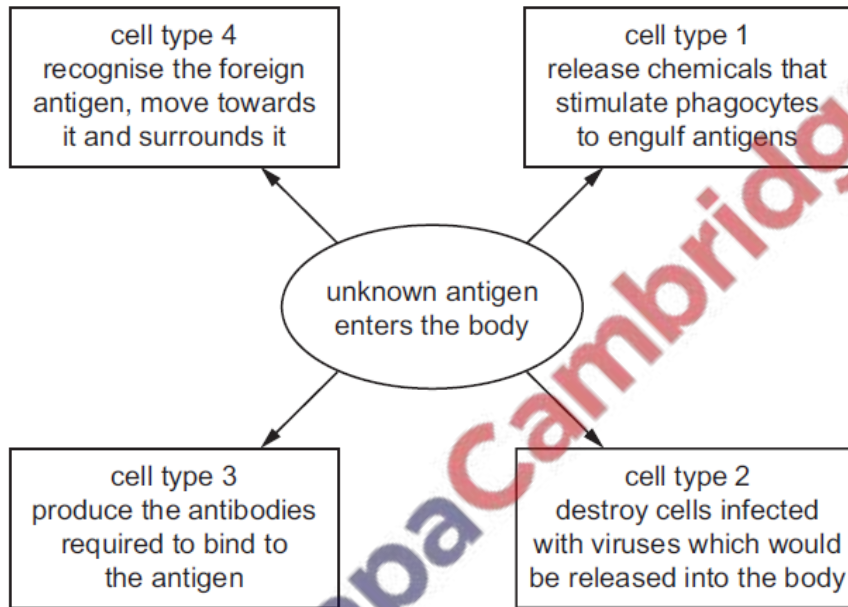 cell type 4
recognise the foreign
antigen, move towards
it and surrounds it
cell type 1
release chemicals that
stimulate phagocytes
to engulf antigens
unknown antigen
enters the body
cell type 3
produce the antibodies
required to bind to
the antigen
cell type 2
destroy cells infected
with viruses which would
be released into the body
paCambridg